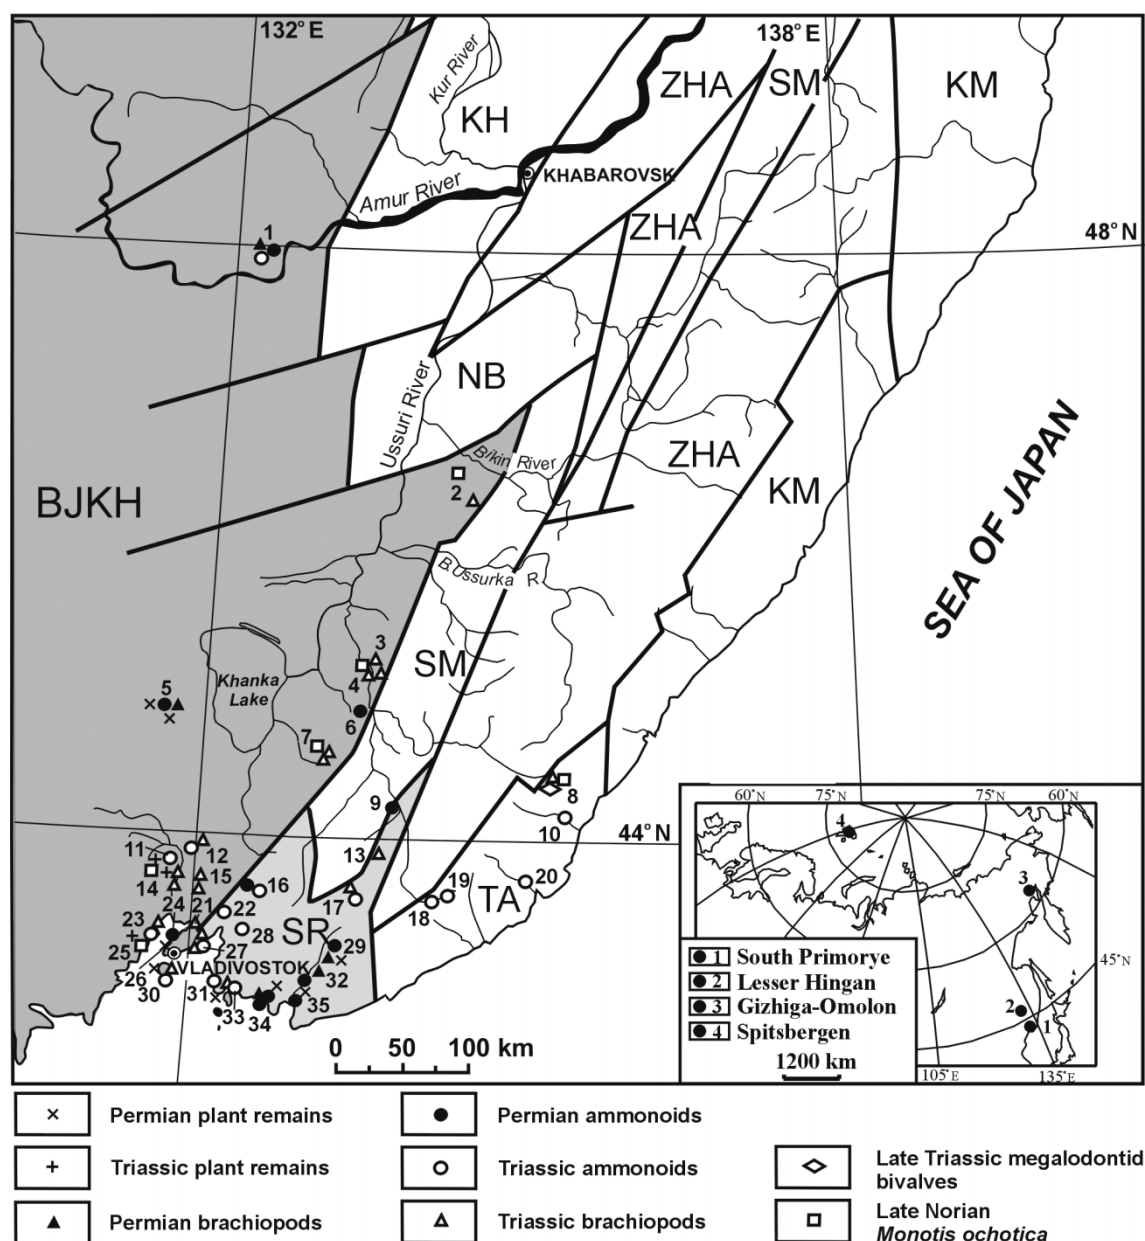 132° E
138° E
Kur River
KH
ZHA
SM
KM
KHABAROVSK
Amur River
ZHA
48° N
1
NB
Ussuri River
Bikin River
ZHA
KM
2
BJKH
SEA OF JAPAN
B.Ussurka R.
SM
3
4
Khanka
Lake
5
6
7
8
9
10
44° N
11
12
13
14
15
16
17
18
19
20
TA
21
22
23
24
25
26
27
28
SR
29
VLADIVOSTOK
30
31
32
33
34
35
0 50 100 km
60°N
75°N
75°N
60°N
4
3
45°N
2
1
105°E
135°E
1 South Primorye
2 Lesser Hingan
3 Gizhiga-Omolon
4 Spitsbergen
1200 km
Permian plant remains
Triassic plant remains
Permian brachiopods
Permian ammonoids
Triassic ammonoids
Triassic brachiopods
Late Triassic megalodontid
bivalves
Late Norian
Monotis ochotica